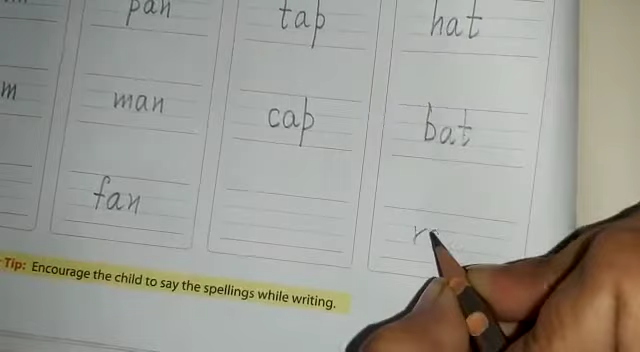 pan tap hat
m man cap bat
fan r
Tip: Encourage the child to say the spellings while writing.